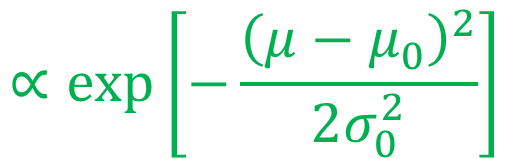 ∝ exp [ − (μ − μ₀)² / 2σ₀² ]